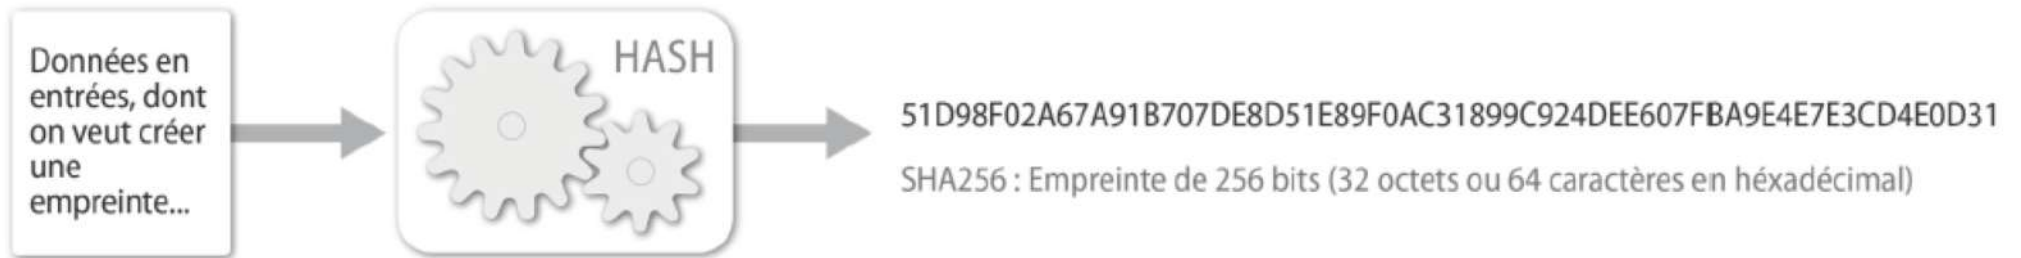 Données en
entrées, dont
on veut créer
une
empreinte...
HASH
51D98F02A67A91B707DE8D51E89F0AC31899C924DEE607FBA9E4E7E3CD4E0D31
SHA256 : Empreinte de 256 bits (32 octets ou 64 caractères en héxadécimal)